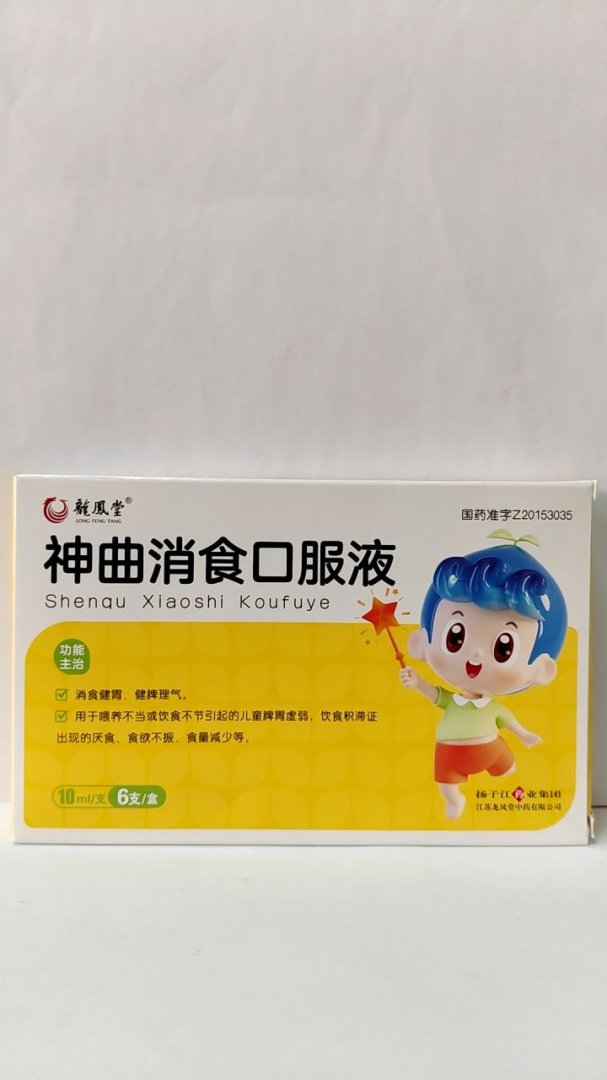 龍鳳堂®
LONG FENG TANG
国药准字Z20153035
神曲消食口服液
Shenqu Xiaoshi Koufuye
功能
主治
消食健胃、健脾理气。
用于喂养不当或饮食不节引起的儿童脾胃虚弱,饮食积滞证
出现的厌食、食欲不振、食量减少等。
10ml/支 6支/盒
扬子江药业集团
江苏龙凤堂中药有限公司